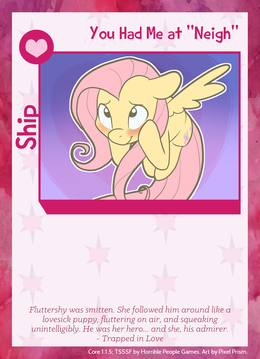 You Had Me at "Neigh"
Ship
Fluttershy was smitten. She followed him around like a
lovesick puppy, fluttering on air, and squeaking
unintelligibly. He was her hero... and she, his admirer.
- Trapped in Love
Core 1.1.5. TSSSF by Horrible People Games. Art by Pixel Prism.